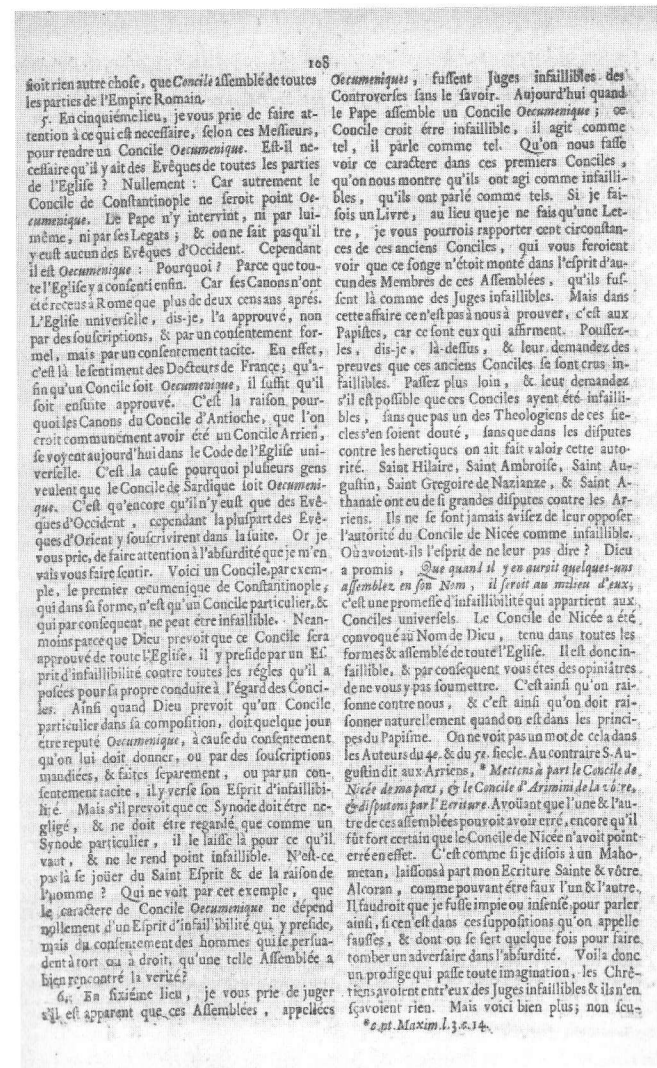 108
ſtoit rien autre choſe, que Concile aſſemblé de toutes
les parties de l'Empire Romain.
5. En cinquiéme lieu, je vous prie de faire at-
tention à ce qui est neceſſaire, ſelon ces Meſſieurs,
pour rendre un Concile Oecumenique. Eſt-il ne-
ceſſaire qu'il y ait des Evêques de toutes les parties
de l'Egliſe? Nullement: Car autrement le
Concile de Conſtantinople ne ſeroit point Oe-
cumenique. Le Pape n'y intervint, ni par lui-
même, ni par ſes Legats; & on ne ſait pas qu'il
y euſt aucun des Evêques d'Occident. Cependant
il eſt Oecumenique: Pourquoi? Parce que tou-
te l'Egliſe y a conſenti enfin. Car ſes Canons n'ont
été receus à Rome que plus de deux cens ans aprés.
L'Egliſe univerſelle, dis-je, l'a approuvé, non
par des ſouſcriptions, & par un conſentement for-
mel, mais par un conſentement tacite. En effet,
c'eſt là le ſentiment des Docteurs de France; qu'a-
fin qu'un Concile ſoit Oecumenique, il ſuffit qu'il
ſoit enſuite approuvé. C'eſt la raiſon pour-
quoi les Canons du Concile d'Antioche, que l'on
croit communément avoir été un Concile Arrien,
ſe voyent aujourd'hui dans le Code de l'Egliſe uni-
verſelle. C'eſt la cauſe pourquoi pluſieurs gens
veulent que le Concile de Sardique ſoit Oecumeni-
que. C'eſt qu'encore qu'il n'y euſt que des Evê-
ques d'Occident, cependant la pluſpart des Evê-
ques d'Orient y ſouſcrivirent dans la ſuite. Or je
vous prie, de faire attention à l'abſurdité que je m'en
vais vous faire ſentir. Voici un Concile, par exem-
ple, le premier œcumenique de Conſtantinople,
qui dans ſa forme, n'eſt qu'un Concile particulier, &
qui par conſequent ne peut être infaillible. Nean-
moins parce que Dieu prevoit que ce Concile ſera
approuvé de toute l'Egliſe, il y preſide par un Eſ-
prit d'infaillibilité contre toutes les régles qu'il a
poſées pour ſa propre conduite à l'égard des Conci-
les. Ainſi quand Dieu prevoit qu'un Concile
particulier dans ſa compoſition, doit quelque jour
être reputé Oecumenique, à cauſe du conſentement
qu'on lui doit donner, ou par des ſouſcriptions
mandiées, & faites ſéparement, ou par un con-
ſentement tacite, il y verſe ſon Eſprit d'infaillibi-
lité. Mais s'il prevoit que ce Synode doit étre ne-
gligé, & ne doit être regardé que comme un
Synode particulier, il le laiſſe là pour ce qu'il
vaut, & ne le rend point infaillible. N'eſt-ce
pas là ſe joüer du Saint Eſprit & de la raiſon de
l'homme? Qui ne voit par cet exemple, que
le caractere de Concile Oecumenique ne dépend
nullement d'un Eſprit d'infaillibilité qui y preſide,
mais du conſentement des hommes qui ſe perſua-
dent à tort ou à droit, qu'une telle Aſſemblée a
bien rencontré la verité?
6. En ſixiéme lieu, je vous prie de juger
s'il eſt apparent que ces Aſſemblées, appellées
Oecumeniques, fuſſent Juges infaillibles des
Controverſes ſans le ſavoir. Aujourd'hui quand
le Pape aſſemble un Concile Oecumenique; ce
Concile croit étre infaillible, il agit comme
tel, il parle comme tel. Qu'on nous faſſe
voir ce caractere dans ces premiers Conciles,
qu'on nous montre qu'ils ont agi comme infailli-
bles, qu'ils ont parlé comme tels. Si je fai-
ſois un Livre, au lieu que je ne fais qu'une Let-
tre, je vous pourrois rapporter cent circonſtan-
ces de ces anciens Conciles, qui vous feroient
voir que ce ſonge n'étoit monté dans l'eſprit d'au-
cun des Membres de ces Aſſemblées, qu'ils fuſ-
ſent là comme des Juges infaillibles. Mais dans
cette affaire ce n'eſt pas à nous à prouver, c'eſt aux
Papiſtes, car ce ſont eux qui affirment. Pouſſez-
les, dis-je, là-deſſus, & leur demandez des
preuves que ces anciens Conciles ſe ſont crus in-
faillibles. Paſſez plus loin, & leur demandez
s'il eſt poſſible que ces Conciles ayent été infailli-
bles, ſans que pas un des Theologiens de ces ſie-
cles s'en ſoient douté, ſans que dans les diſputes
contre les heretiques on ait fait valoir cette auto-
rité. Saint Hilaire, Saint Ambroiſe, Saint Au-
guſtin, Saint Gregoire de Nazianze, & Saint A-
thanaſe ont eu de ſi grandes diſputes contre les Ar-
riens. Ils ne ſe ſont jamais aviſez de leur oppoſer
l'autorité du Concile de Nicée comme infaillible.
Où avoient-ils l'eſprit de ne leur pas dire? Dieu
a promis, Que quand il y en auroit quelques-uns
aſſemblez en ſon Nom, il ſeroit au milieu d'eux;
c'eſt une promeſſe d'infaillibilité qui appartient aux
Conciles univerſels. Le Concile de Nicée a été
convoqué au Nom de Dieu, tenu dans toutes les
formes & aſſemblé de toute l'Egliſe. Il eſt donc in-
faillible, & par conſequent vous étes des opiniâtres
de ne vous y pas ſoumettre. C'eſt ainſi qu'on rai-
ſonne contre nous, & c'eſt ainſi qu'on doit rai-
ſonner naturellement quand on eſt dans les princi-
pes du Papiſme. On ne voit pas un mot de cela dans
les Auteurs du 4e. & du 5e. ſiecle. Au contraire S. Au-
guſtin dit aux Arriens, * Mettons à part le Concile de
Nicée de ma part, & le Concile d'Arimini de la vôtre,
& diſputons par l'Ecriture. Avoüant que l'une & l'au-
tre de ces aſſemblées pouvoit avoir erré, encore qu'il
fût fort certain que le Concile de Nicée n'avoit point
erré en effet. C'eſt comme ſi je diſois à un Maho-
metan, laiſſons à part mon Ecriture Sainte & vôtre
Alcoran, comme pouvant étre faux l'un & l'autre.
Il faudroit que je fuſſe impie ou inſenſé pour parler
ainſi, ſi ce n'eſt dans ces ſuppoſitions qu'on appelle
fauſſes, & dont on ſe ſert quelque fois pour faire
tomber un adverſaire dans l'abſurdité. Voila donc
un prodige qui paſſe toute imagination, les Chrê-
tiens avoient entr'eux des Juges infaillibles & ils n'en
ſçavoient rien. Mais voici bien plus; non ſeu-
* c. pt. Maxim. l. 3. c. 14.